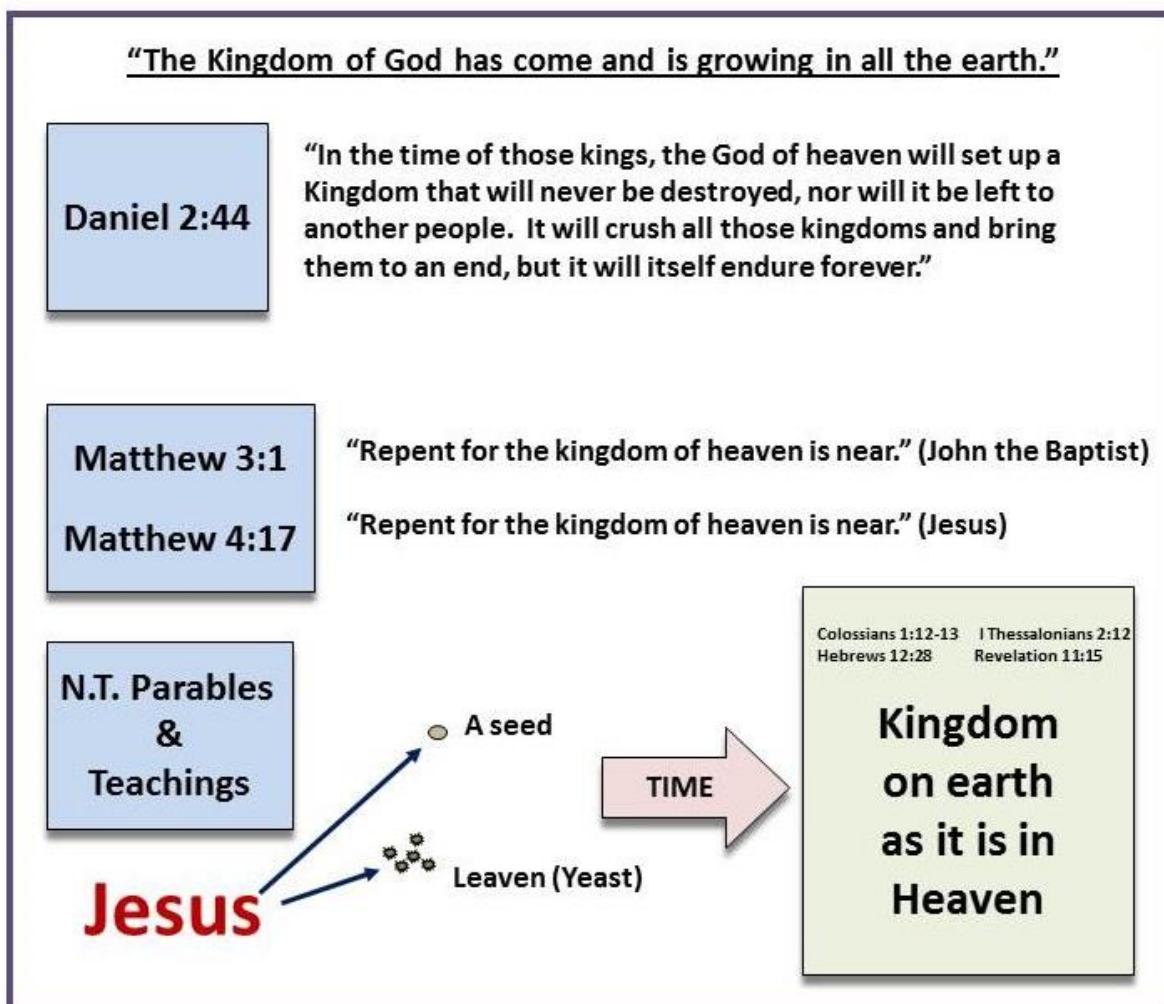 “The Kingdom of God has come and is growing in all the earth.”
Daniel 2:44
“In the time of those kings, the God of heaven will set up a
Kingdom that will never be destroyed, nor will it be left to
another people.  It will crush all those kingdoms and bring
them to an end, but it will itself endure forever.”
Matthew 3:1
“Repent for the kingdom of heaven is near.” (John the Baptist)
Matthew 4:17
“Repent for the kingdom of heaven is near.” (Jesus)
N.T. Parables
&
Teachings
Jesus
A seed
Leaven (Yeast)
TIME
Colossians 1:12-13 I Thessalonians 2:12
Hebrews 12:28 Revelation 11:15
Kingdom
on earth
as it is in
Heaven